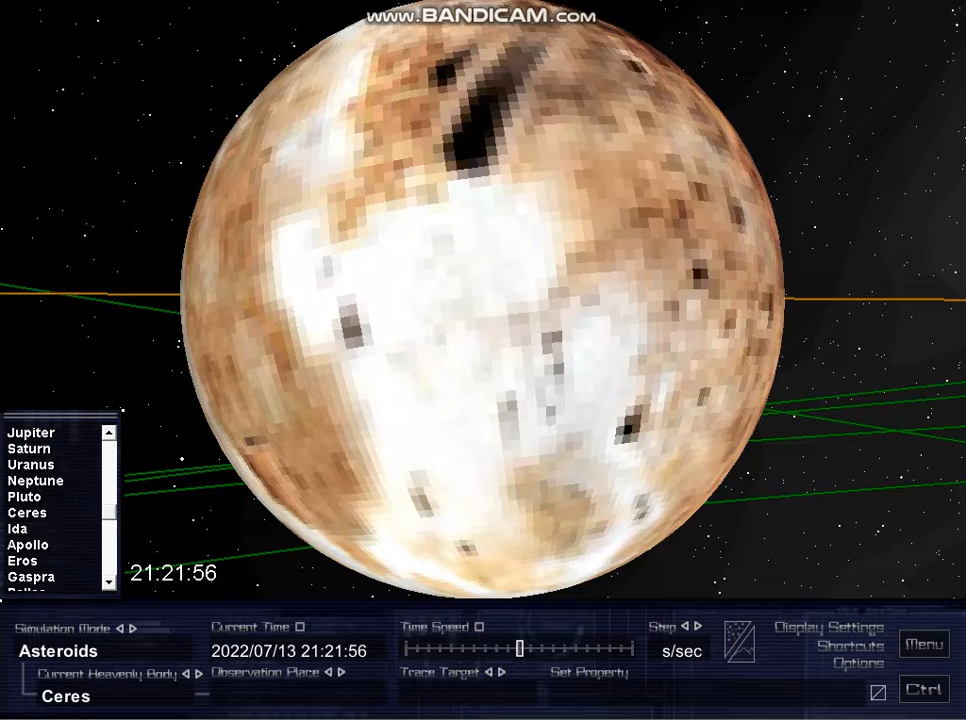 www.BANDICAM.com
Jupiter
Saturn
Uranus
Neptune
Pluto
Ceres
Ida
Apollo
Eros
Gaspra
21:21:56
Simulation Mode
Asteroids
Current Heavenly Body
Ceres
Current Time
2022/07/13 21:21:56
Observation Place
Time Speed
Trace Target
Set Property
Step
s/sec
Display Settings
Shortcuts
Options
Menu
Ctrl